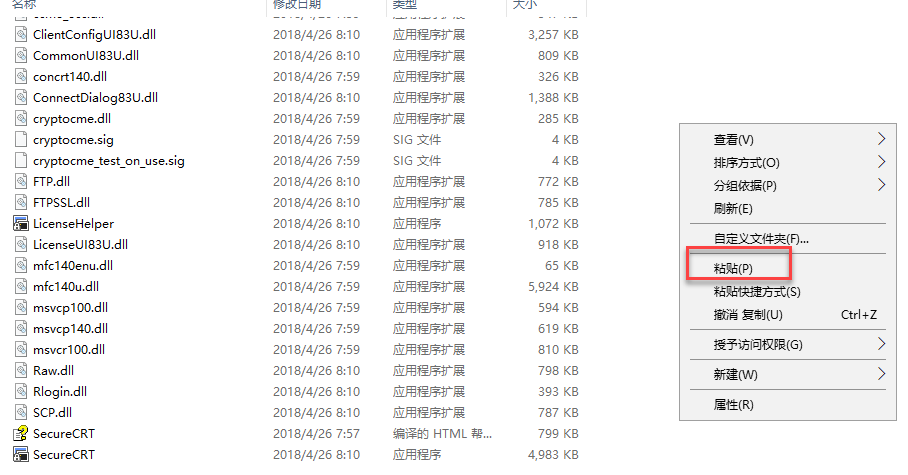 名称 修改日期 类型 大小
ClientConfigUI83U.dll 2018/4/26 8:10 应用程序扩展 3,257 KB
CommonUI83U.dll 2018/4/26 8:10 应用程序扩展 809 KB
concrt140.dll 2018/4/26 7:59 应用程序扩展 326 KB
ConnectDialog83U.dll 2018/4/26 8:10 应用程序扩展 1,388 KB
cryptocme.dll 2018/4/26 7:59 应用程序扩展 285 KB
cryptocme.sig 2018/4/26 7:59 SIG 文件 4 KB
cryptocme_test_on_use.sig 2018/4/26 7:59 SIG 文件 4 KB
FTP.dll 2018/4/26 8:10 应用程序扩展 772 KB
FTPSSL.dll 2018/4/26 8:10 应用程序扩展 785 KB
LicenseHelper 2018/4/26 8:10 应用程序 1,072 KB
LicenseUI83U.dll 2018/4/26 8:10 应用程序扩展 918 KB
mfc140enu.dll 2018/4/26 7:59 应用程序扩展 65 KB
mfc140u.dll 2018/4/26 7:59 应用程序扩展 5,924 KB
msvcp100.dll 2018/4/26 7:59 应用程序扩展 594 KB
msvcp140.dll 2018/4/26 7:59 应用程序扩展 619 KB
msvcr100.dll 2018/4/26 7:59 应用程序扩展 810 KB
Raw.dll 2018/4/26 8:10 应用程序扩展 798 KB
Rlogin.dll 2018/4/26 8:10 应用程序扩展 393 KB
SCP.dll 2018/4/26 8:10 应用程序扩展 787 KB
SecureCRT 2018/4/26 7:57 编译的 HTML 帮... 799 KB
SecureCRT 2018/4/26 8:10 应用程序 4,983 KB
查看(V)
排序方式(O)
分组依据(P)
刷新(E)
自定义文件夹(F)...
粘贴(P)
粘贴快捷方式(S)
撤消 复制(U) Ctrl+Z
授予访问权限(G)
新建(W)
属性(R)